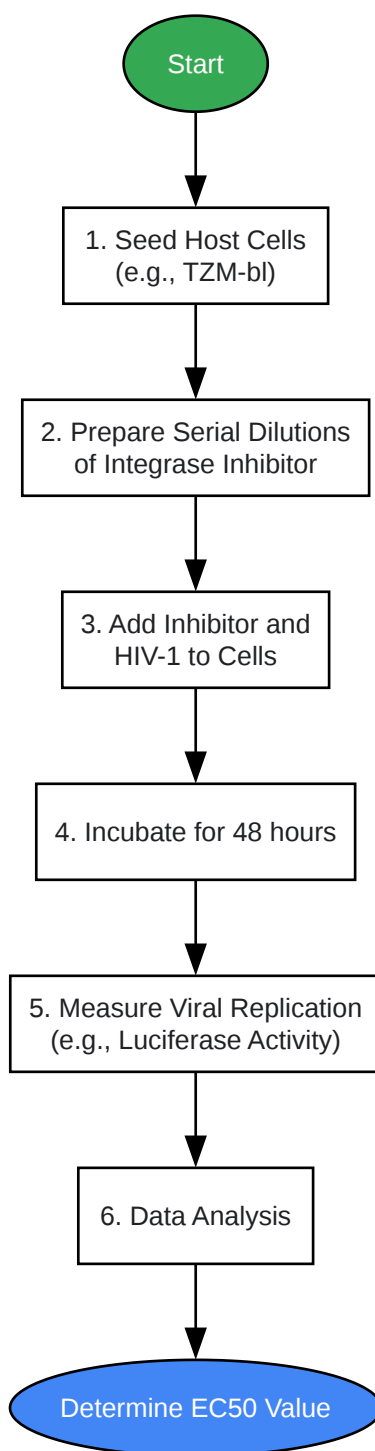 Start
1. Seed Host Cells
(e.g., TZM-bl)
2. Prepare Serial Dilutions
of Integrase Inhibitor
3. Add Inhibitor and
HIV-1 to Cells
4. Incubate for 48 hours
5. Measure Viral Replication
(e.g., Luciferase Activity)
6. Data Analysis
Determine EC50 Value